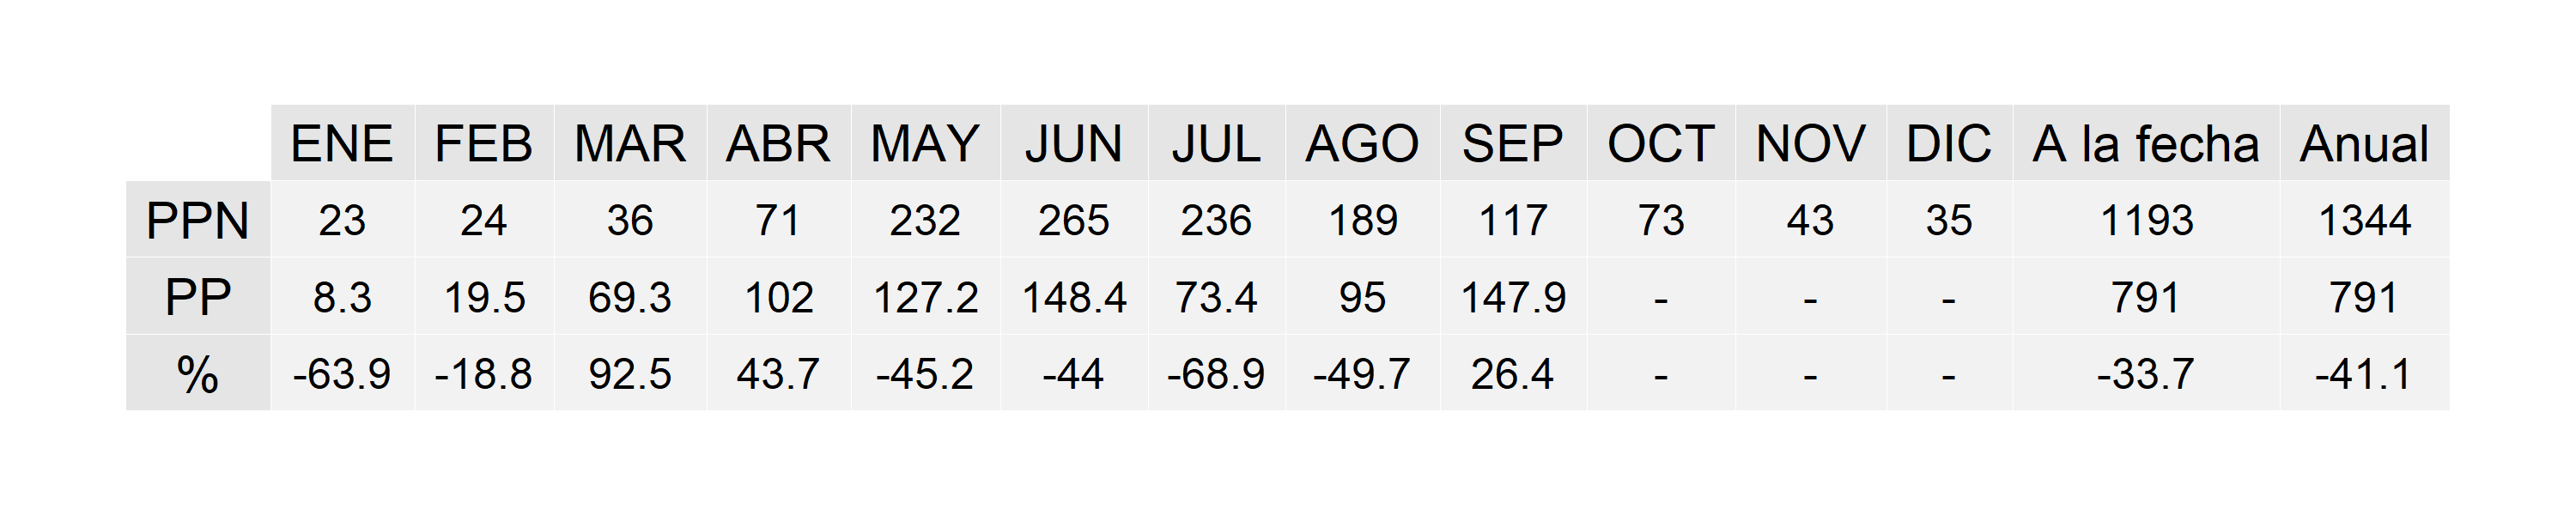 ENE FEB MAR ABR MAY JUN JUL AGO SEP OCT NOV DIC A la fecha Anual
PPN 23 24 36 71 232 265 236 189 117 73 43 35 1193 1344
PP 8.3 19.5 69.3 102 127.2 148.4 73.4 95 147.9 - - - 791 791
% -63.9 -18.8 92.5 43.7 -45.2 -44 -68.9 -49.7 26.4 - - - -33.7 -41.1